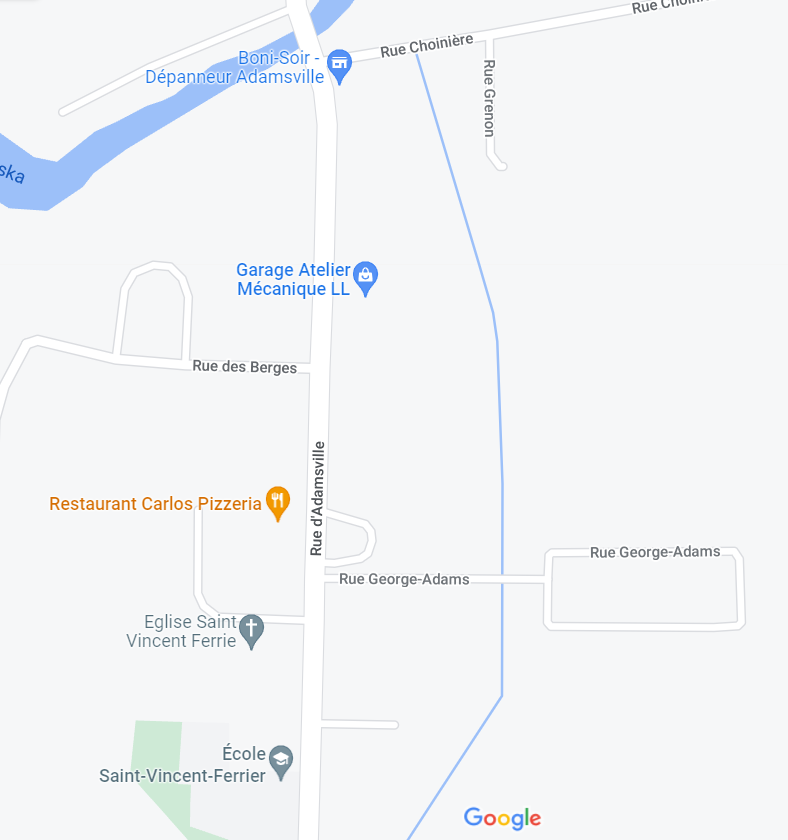 Rue Choinière
Boni-Soir -
Dépanneur Adamsville
Rue Choinière
Rue Grenon
ska
Garage Atelier
Mécanique LL
Rue des Berges
Rue d'Adamsville
Restaurant Carlos Pizzeria
Rue George-Adams
Rue George-Adams
Eglise Saint
Vincent Ferrie
École
Saint-Vincent-Ferrier
Google